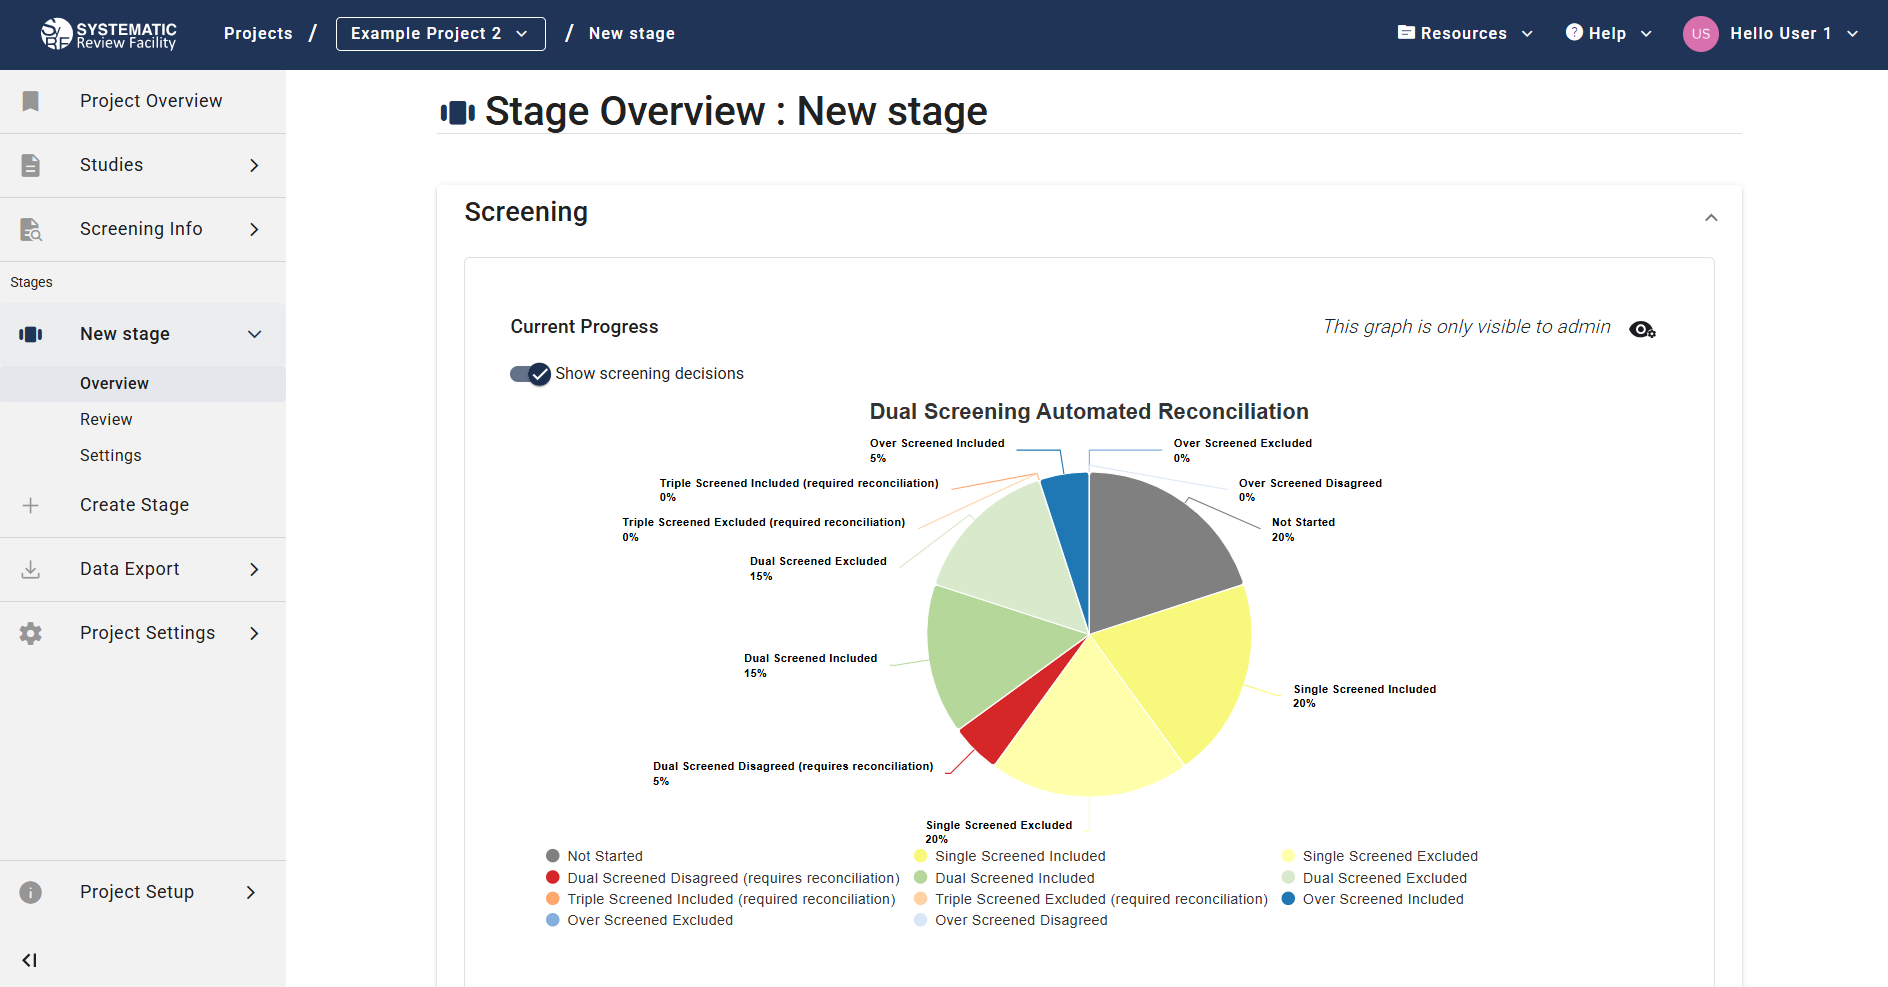 SYSTEMATIC
Review Facility
Projects / Example Project 2 / New stage
Resources
Help
US
Hello User 1
Project Overview
Studies
Screening Info
Stages
New stage
Overview
Review
Settings
Create Stage
Data Export
Project Settings
Project Setup
Stage Overview : New stage
Screening
Current Progress
This graph is only visible to admin
Show screening decisions
Dual Screening Automated Reconciliation
Over Screened Included
5%
Over Screened Excluded
0%
Triple Screened Included (required reconciliation)
0%
Over Screened Disagreed
0%
Triple Screened Excluded (required reconciliation)
0%
Not Started
20%
Dual Screened Excluded
15%
Dual Screened Included
15%
Single Screened Included
20%
Dual Screened Disagreed (requires reconciliation)
5%
Single Screened Excluded
20%
Not Started
Single Screened Included
Single Screened Excluded
Dual Screened Disagreed (requires reconciliation)
Dual Screened Included
Dual Screened Excluded
Triple Screened Included (required reconciliation)
Triple Screened Excluded (required reconciliation)
Over Screened Included
Over Screened Excluded
Over Screened Disagreed